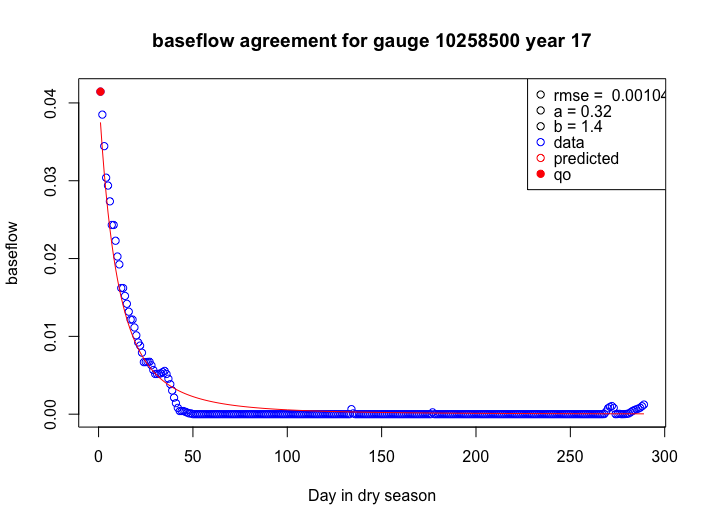 baseflow agreement for gauge 10258500 year 17
rmse =  0.00104
a = 0.32
b = 1.4
data
predicted
qo
baseflow
0.04
0.03
0.02
0.01
0.00
0 50 100 150 200 250 300
Day in dry season